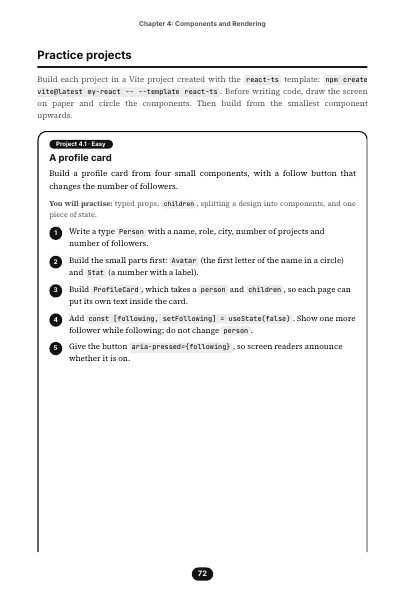 Chapter 4: Components and Rendering
Practice projects
Build each project in a Vite project created with the react-ts template: npm create
vite@latest my-react -- --template react-ts. Before writing code, draw the screen
on paper and circle the components. Then build from the smallest component
upwards.
Project 4.1 · Easy
A profile card
Build a profile card from four small components, with a follow button that
changes the number of followers.
You will practise: typed props, children, splitting a design into components, and one
piece of state.
1 Write a type Person with a name, role, city, number of projects and
number of followers.
2 Build the small parts first: Avatar (the first letter of the name in a circle)
and Stat (a number with a label).
3 Build ProfileCard, which takes a person and children, so each page can
put its own text inside the card.
4 Add const [following, setFollowing] = useState(false). Show one more
follower while following; do not change person.
5 Give the button aria-pressed={following}, so screen readers announce
whether it is on.
72